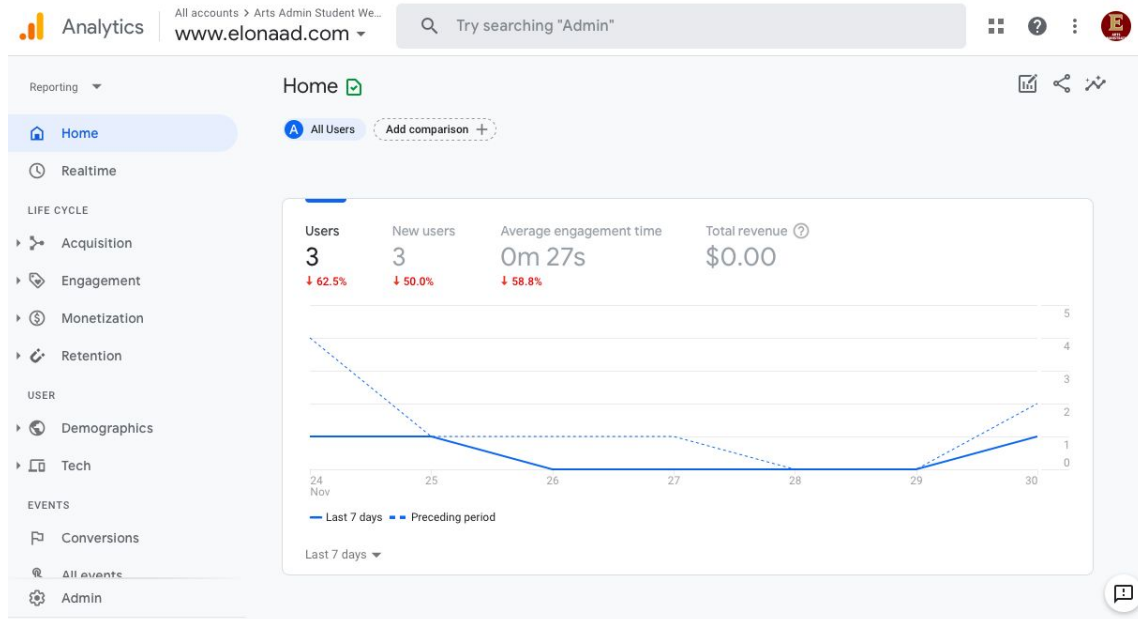 Analytics
All accounts > Arts Admin Student We...
www.elonaad.com
Try searching "Admin"
Reporting
Home
Realtime
LIFE CYCLE
Acquisition
Engagement
Monetization
Retention
USER
Demographics
Tech
EVENTS
Conversions
All events
Admin
Home
A All Users
Add comparison +
Users
3
↓ 62.5%
New users
3
↓ 50.0%
Average engagement time
0m 27s
↓ 58.8%
Total revenue
$0.00
5
4
3
2
1
0
24
Nov
25
26
27
28
29
30
Last 7 days Preceding period
Last 7 days
E